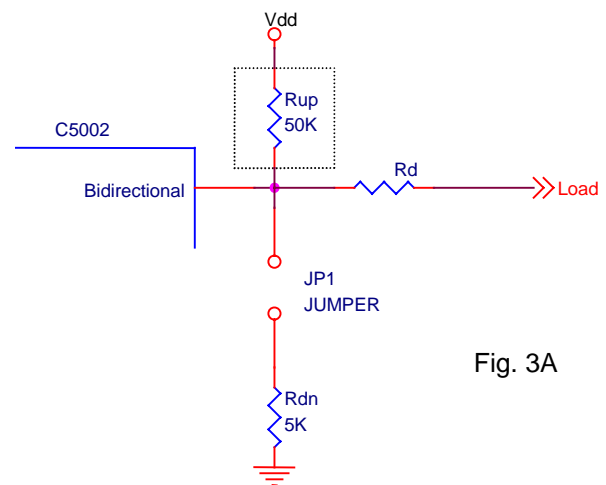 Vdd
Rup
50K
C5002
Rd
Bidirectional
Load
JP1
JUMPER
Fig. 3A
Rdn
5K